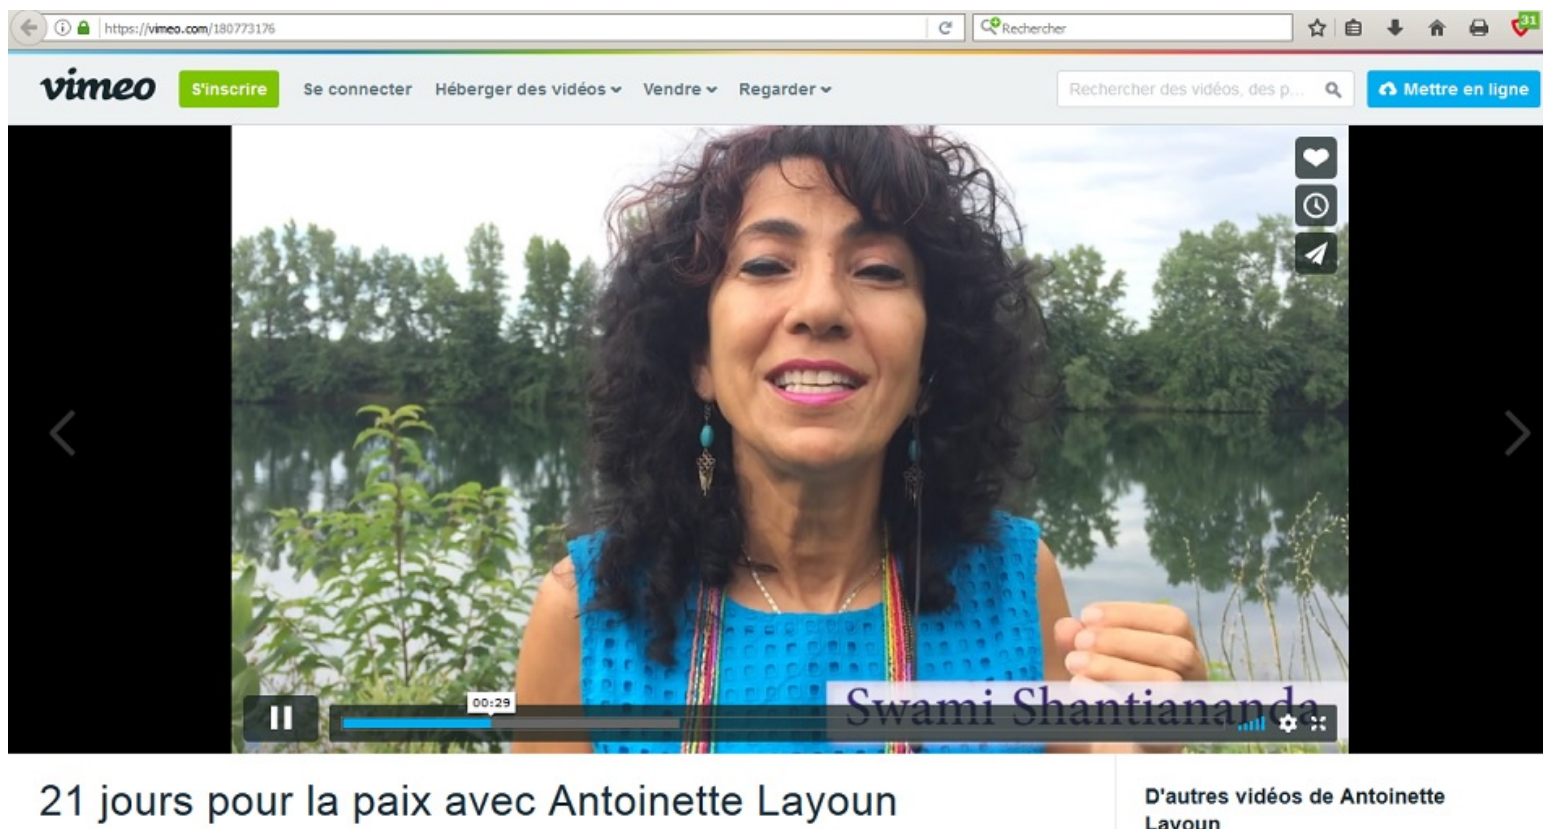 https://vimeo.com/180773176
Rechercher
31
vimeo
S'inscrire
Se connecter
Héberger des vidéos
Vendre
Regarder
Rechercher des vidéos, des p...
Mettre en ligne
Swami Shantiananda
00:29
21 jours pour la paix avec Antoinette Layoun
D'autres vidéos de Antoinette
Layoun